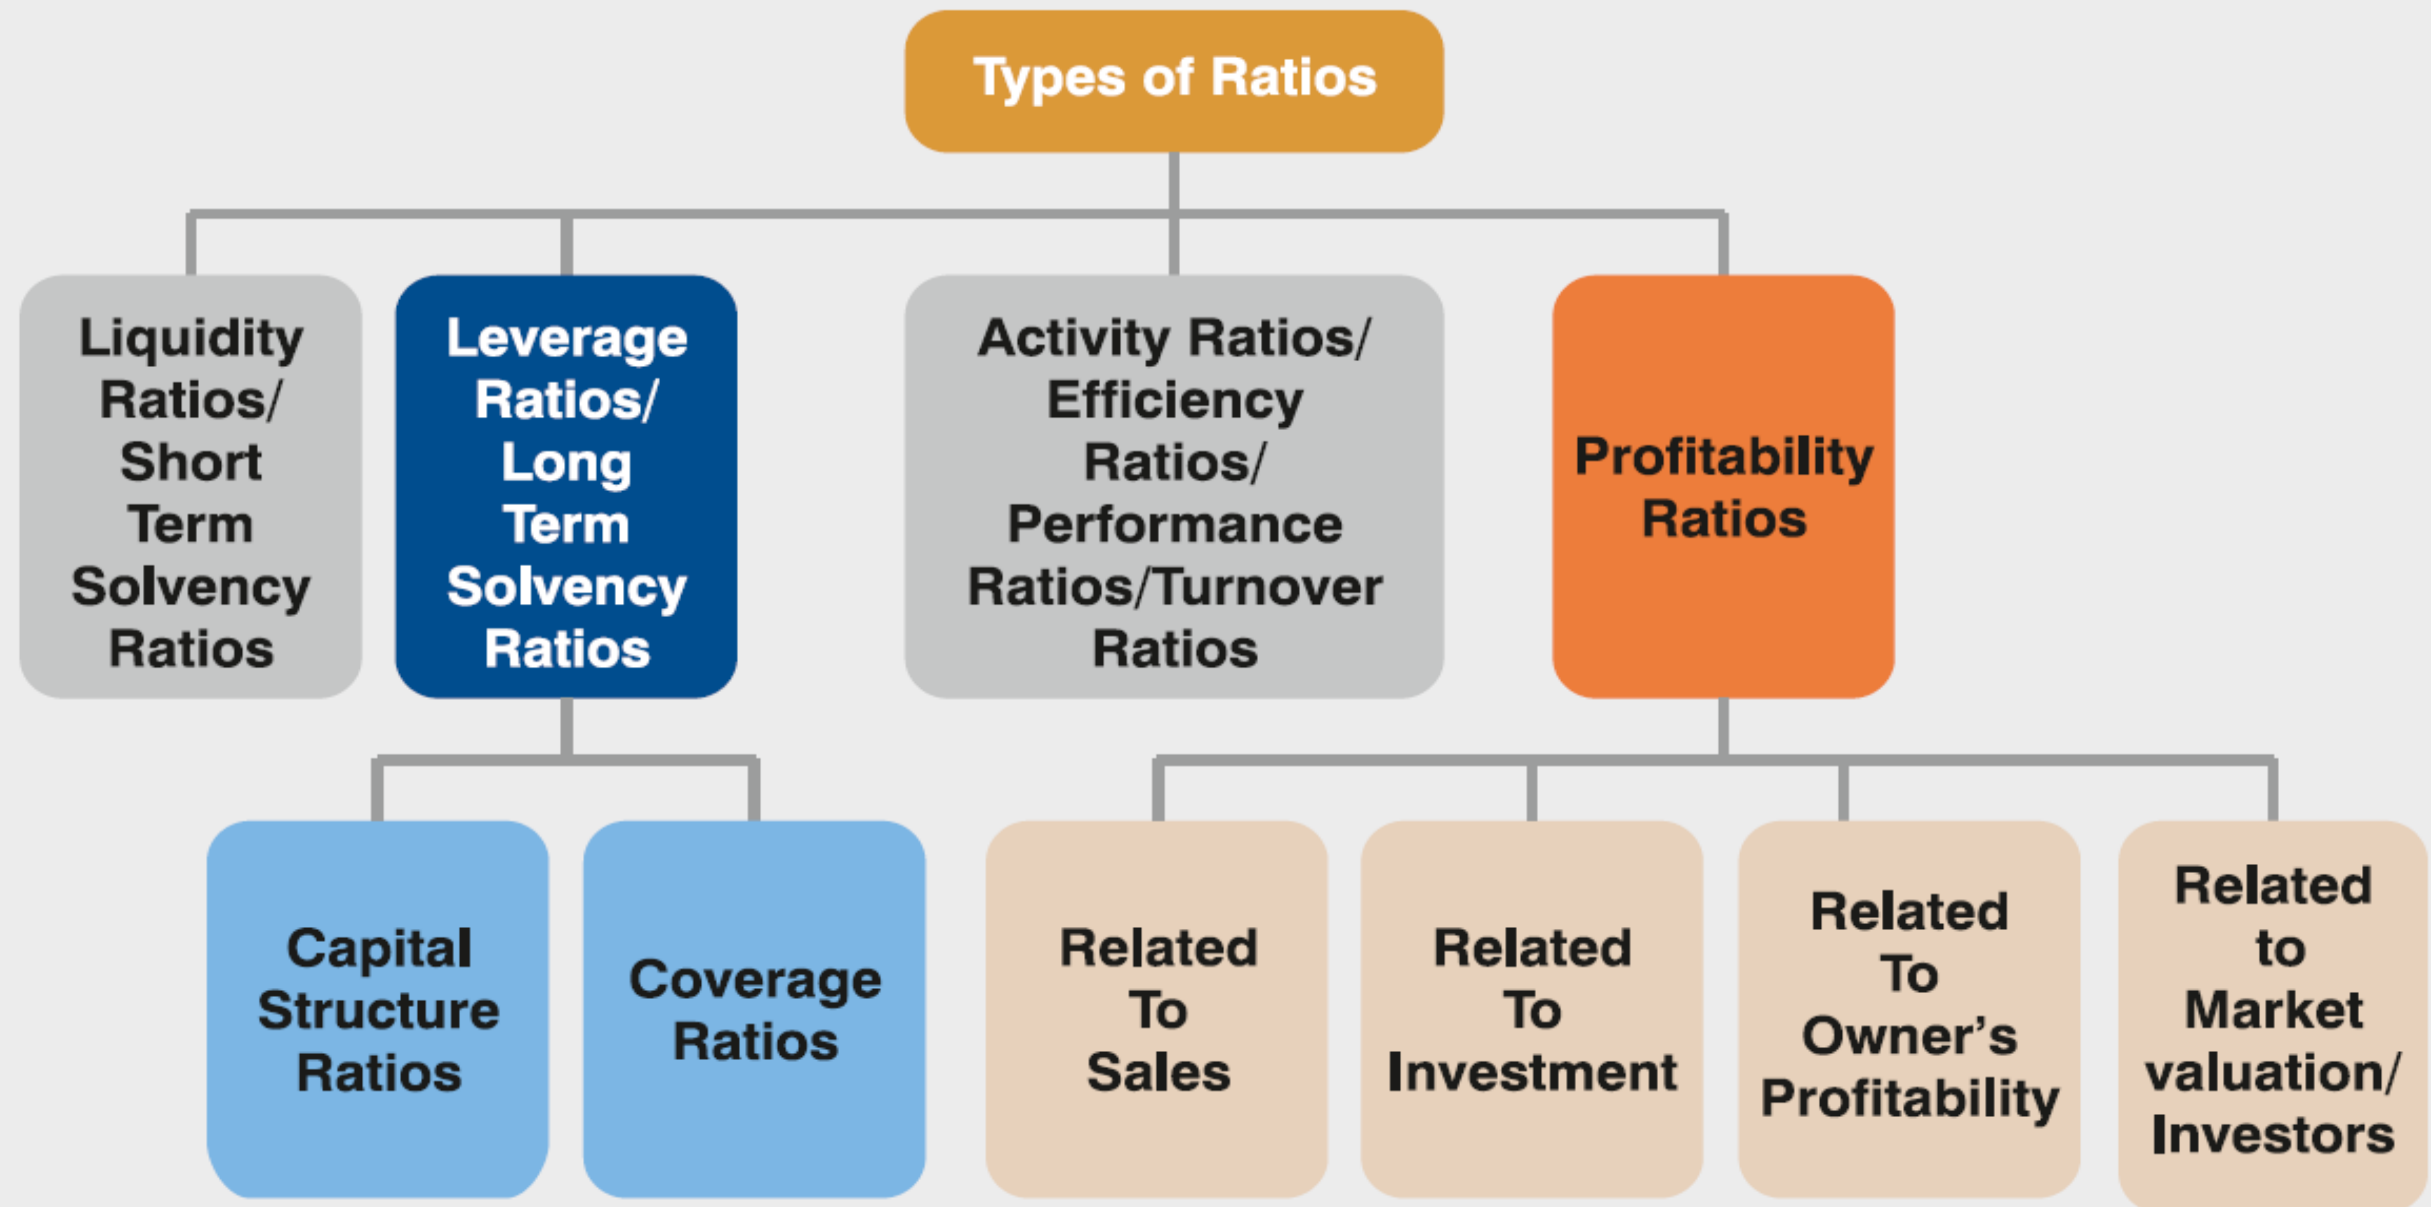 Types of Ratios
Liquidity
Ratios/
Short
Term
Solvency
Ratios
Leverage
Ratios/
Long
Term
Solvency
Ratios
Activity Ratios/
Efficiency
Ratios/
Performance
Ratios/Turnover
Ratios
Profitability
Ratios
Capital
Structure
Ratios
Coverage
Ratios
Related
To
Sales
Related
To
Investment
Related
To
Owner’s
Profitability
Related
to
Market
valuation/
Investors